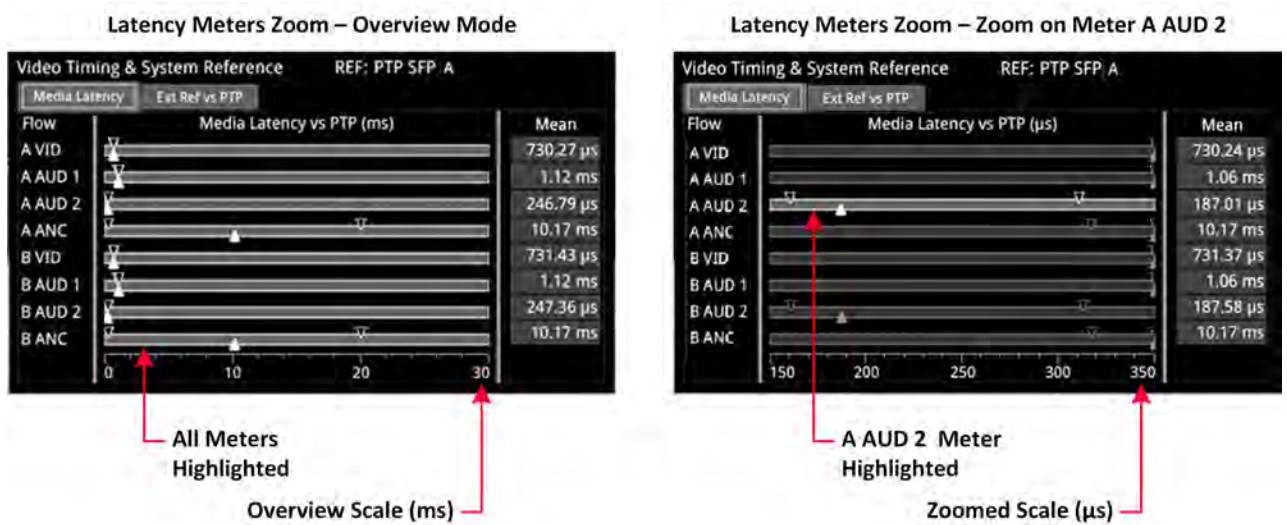 Latency Meters Zoom – Overview Mode
Video Timing & System Reference REF: PTP SFP A
Media Latency Ext Ref vs PTP
Flow Media Latency vs PTP (ms) Mean
A VID 730.27 µs
A AUD 1 1.12 ms
A AUD 2 246.79 µs
A ANC 10.17 ms
B VID 731.43 µs
B AUD 1 1.12 ms
B AUD 2 247.36 µs
B ANC 10.17 ms
0 10 20 30
All Meters
Highlighted
Overview Scale (ms)
Latency Meters Zoom – Zoom on Meter A AUD 2
Video Timing & System Reference REF: PTP SFP A
Media Latency Ext Ref vs PTP
Flow Media Latency vs PTP (µs) Mean
A VID 730.24 µs
A AUD 1 1.06 ms
A AUD 2 187.01 µs
A ANC 10.17 ms
B VID 731.37 µs
B AUD 1 1.06 ms
B AUD 2 187.58 µs
B ANC 10.17 ms
150 200 250 300 350
A AUD 2 Meter
Highlighted
Zoomed Scale (µs)